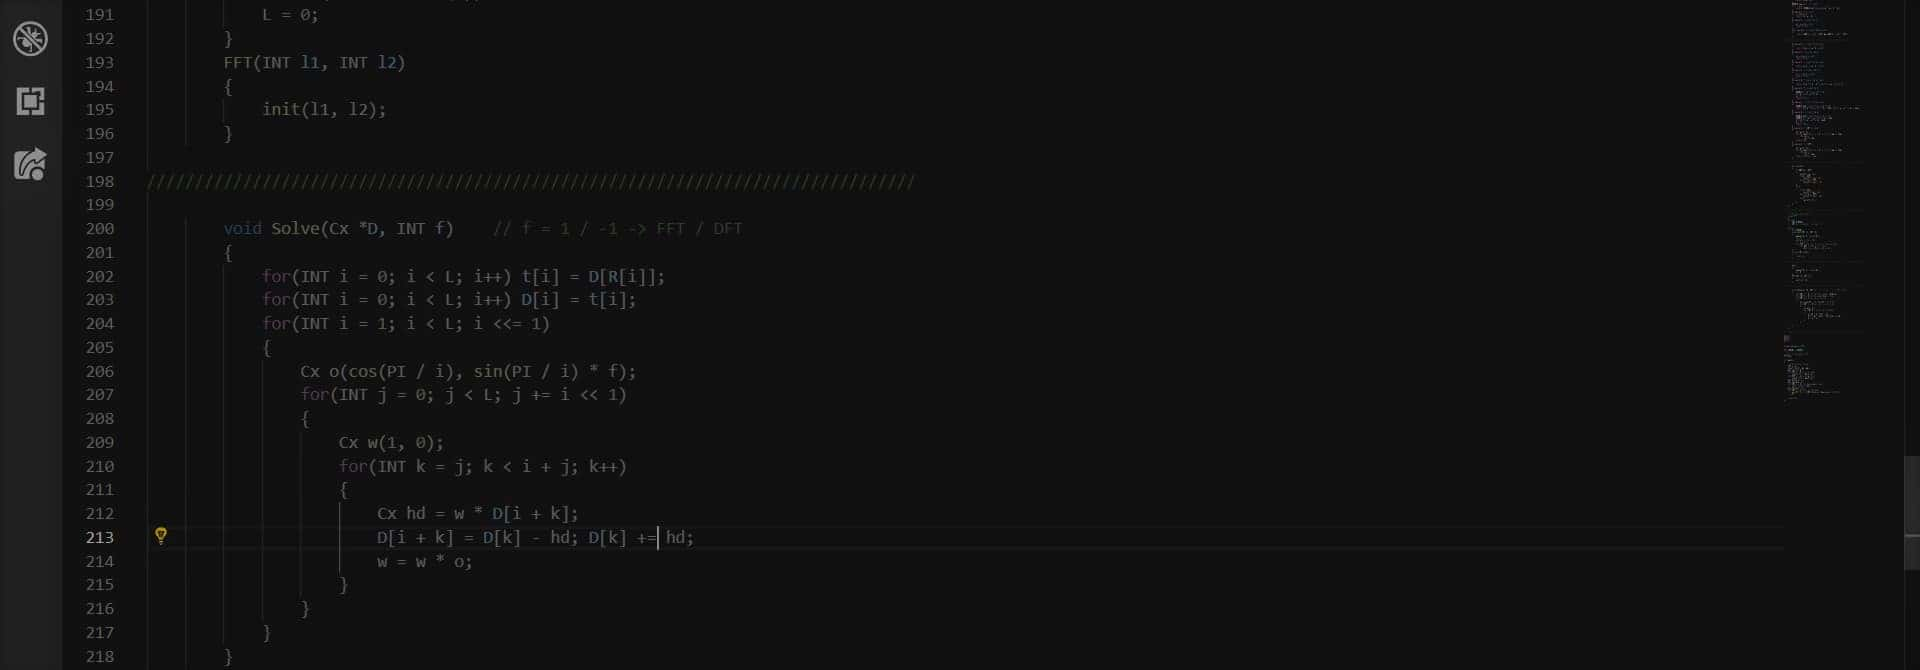 191 L = 0;
192 }
193 FFT(INT l1, INT l2)
194 {
195 init(l1, l2);
196 }
197
198 ////////////////////////////////////////////////////////////////////////////////
199
200 void Solve(Cx *D, INT f) // f = 1 / -1 -> FFT / DFT
201 {
202 for(INT i = 0; i < L; i++) t[i] = D[R[i]];
203 for(INT i = 0; i < L; i++) D[i] = t[i];
204 for(INT i = 1; i < L; i <<= 1)
205 {
206 Cx o(cos(PI / i), sin(PI / i) * f);
207 for(INT j = 0; j < L; j += i << 1)
208 {
209 Cx w(1, 0);
210 for(INT k = j; k < i + j; k++)
211 {
212 Cx hd = w * D[i + k];
213 D[i + k] = D[k] - hd; D[k] += hd;
214 w = w * o;
215 }
216 }
217 }
218 }